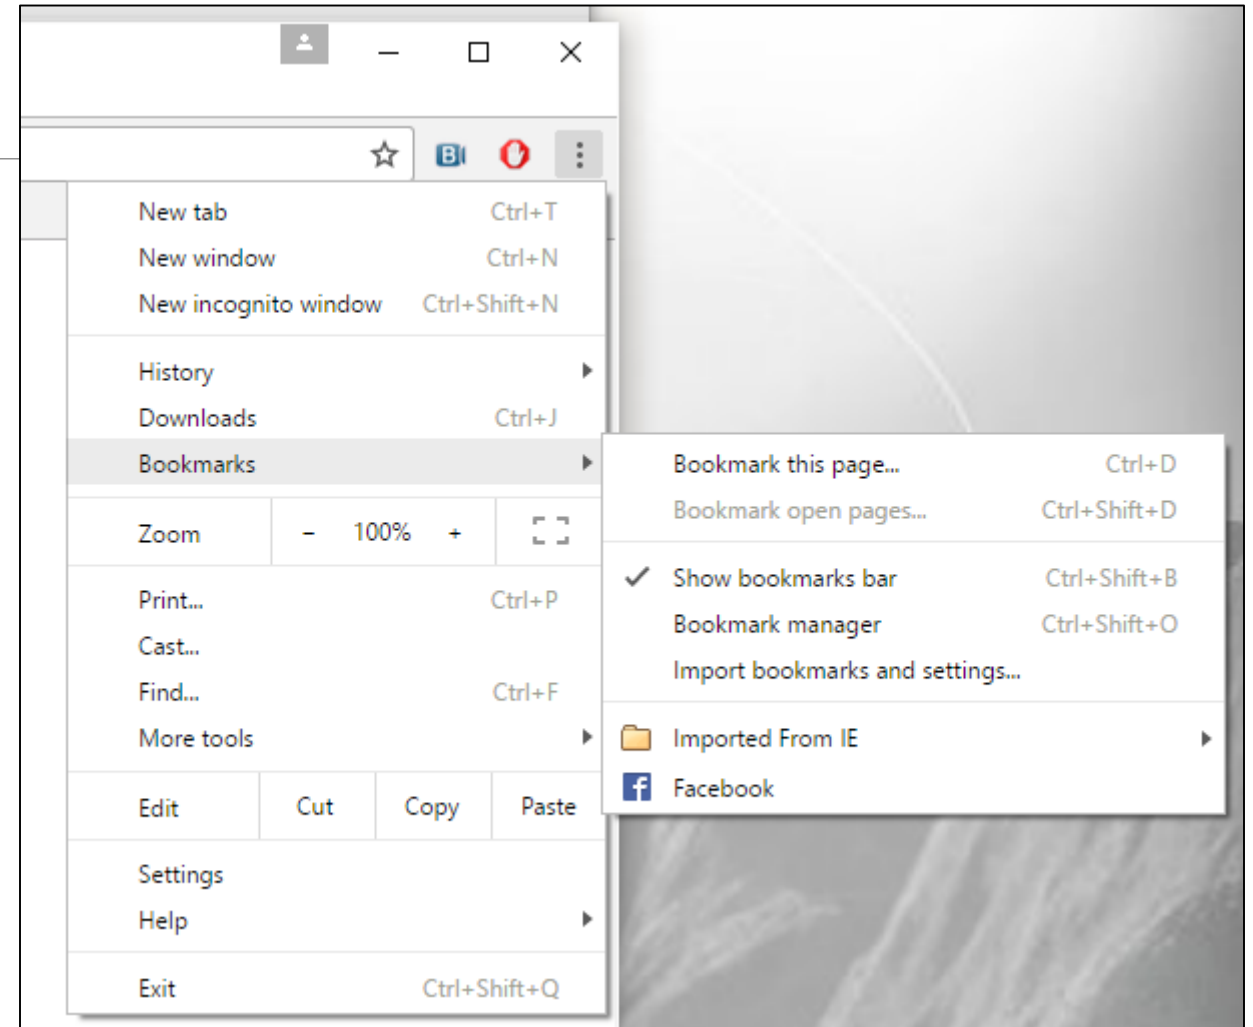 B
New tab Ctrl+T
New window Ctrl+N
New incognito window Ctrl+Shift+N
History
Downloads Ctrl+J
Bookmarks
Zoom - 100% +
Print... Ctrl+P
Cast...
Find... Ctrl+F
More tools
Edit Cut Copy Paste
Settings
Help
Exit Ctrl+Shift+Q
Bookmark this page... Ctrl+D
Bookmark open pages... Ctrl+Shift+D
Show bookmarks bar Ctrl+Shift+B
Bookmark manager Ctrl+Shift+O
Import bookmarks and settings...
Imported From IE
f Facebook